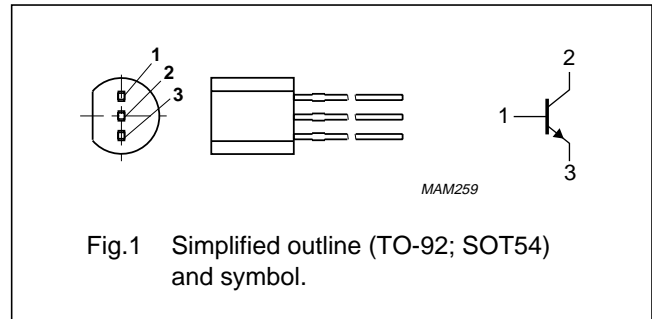 1
2
3
2
1
3
MAM259
Fig.1 Simplified outline (TO-92; SOT54)
and symbol.